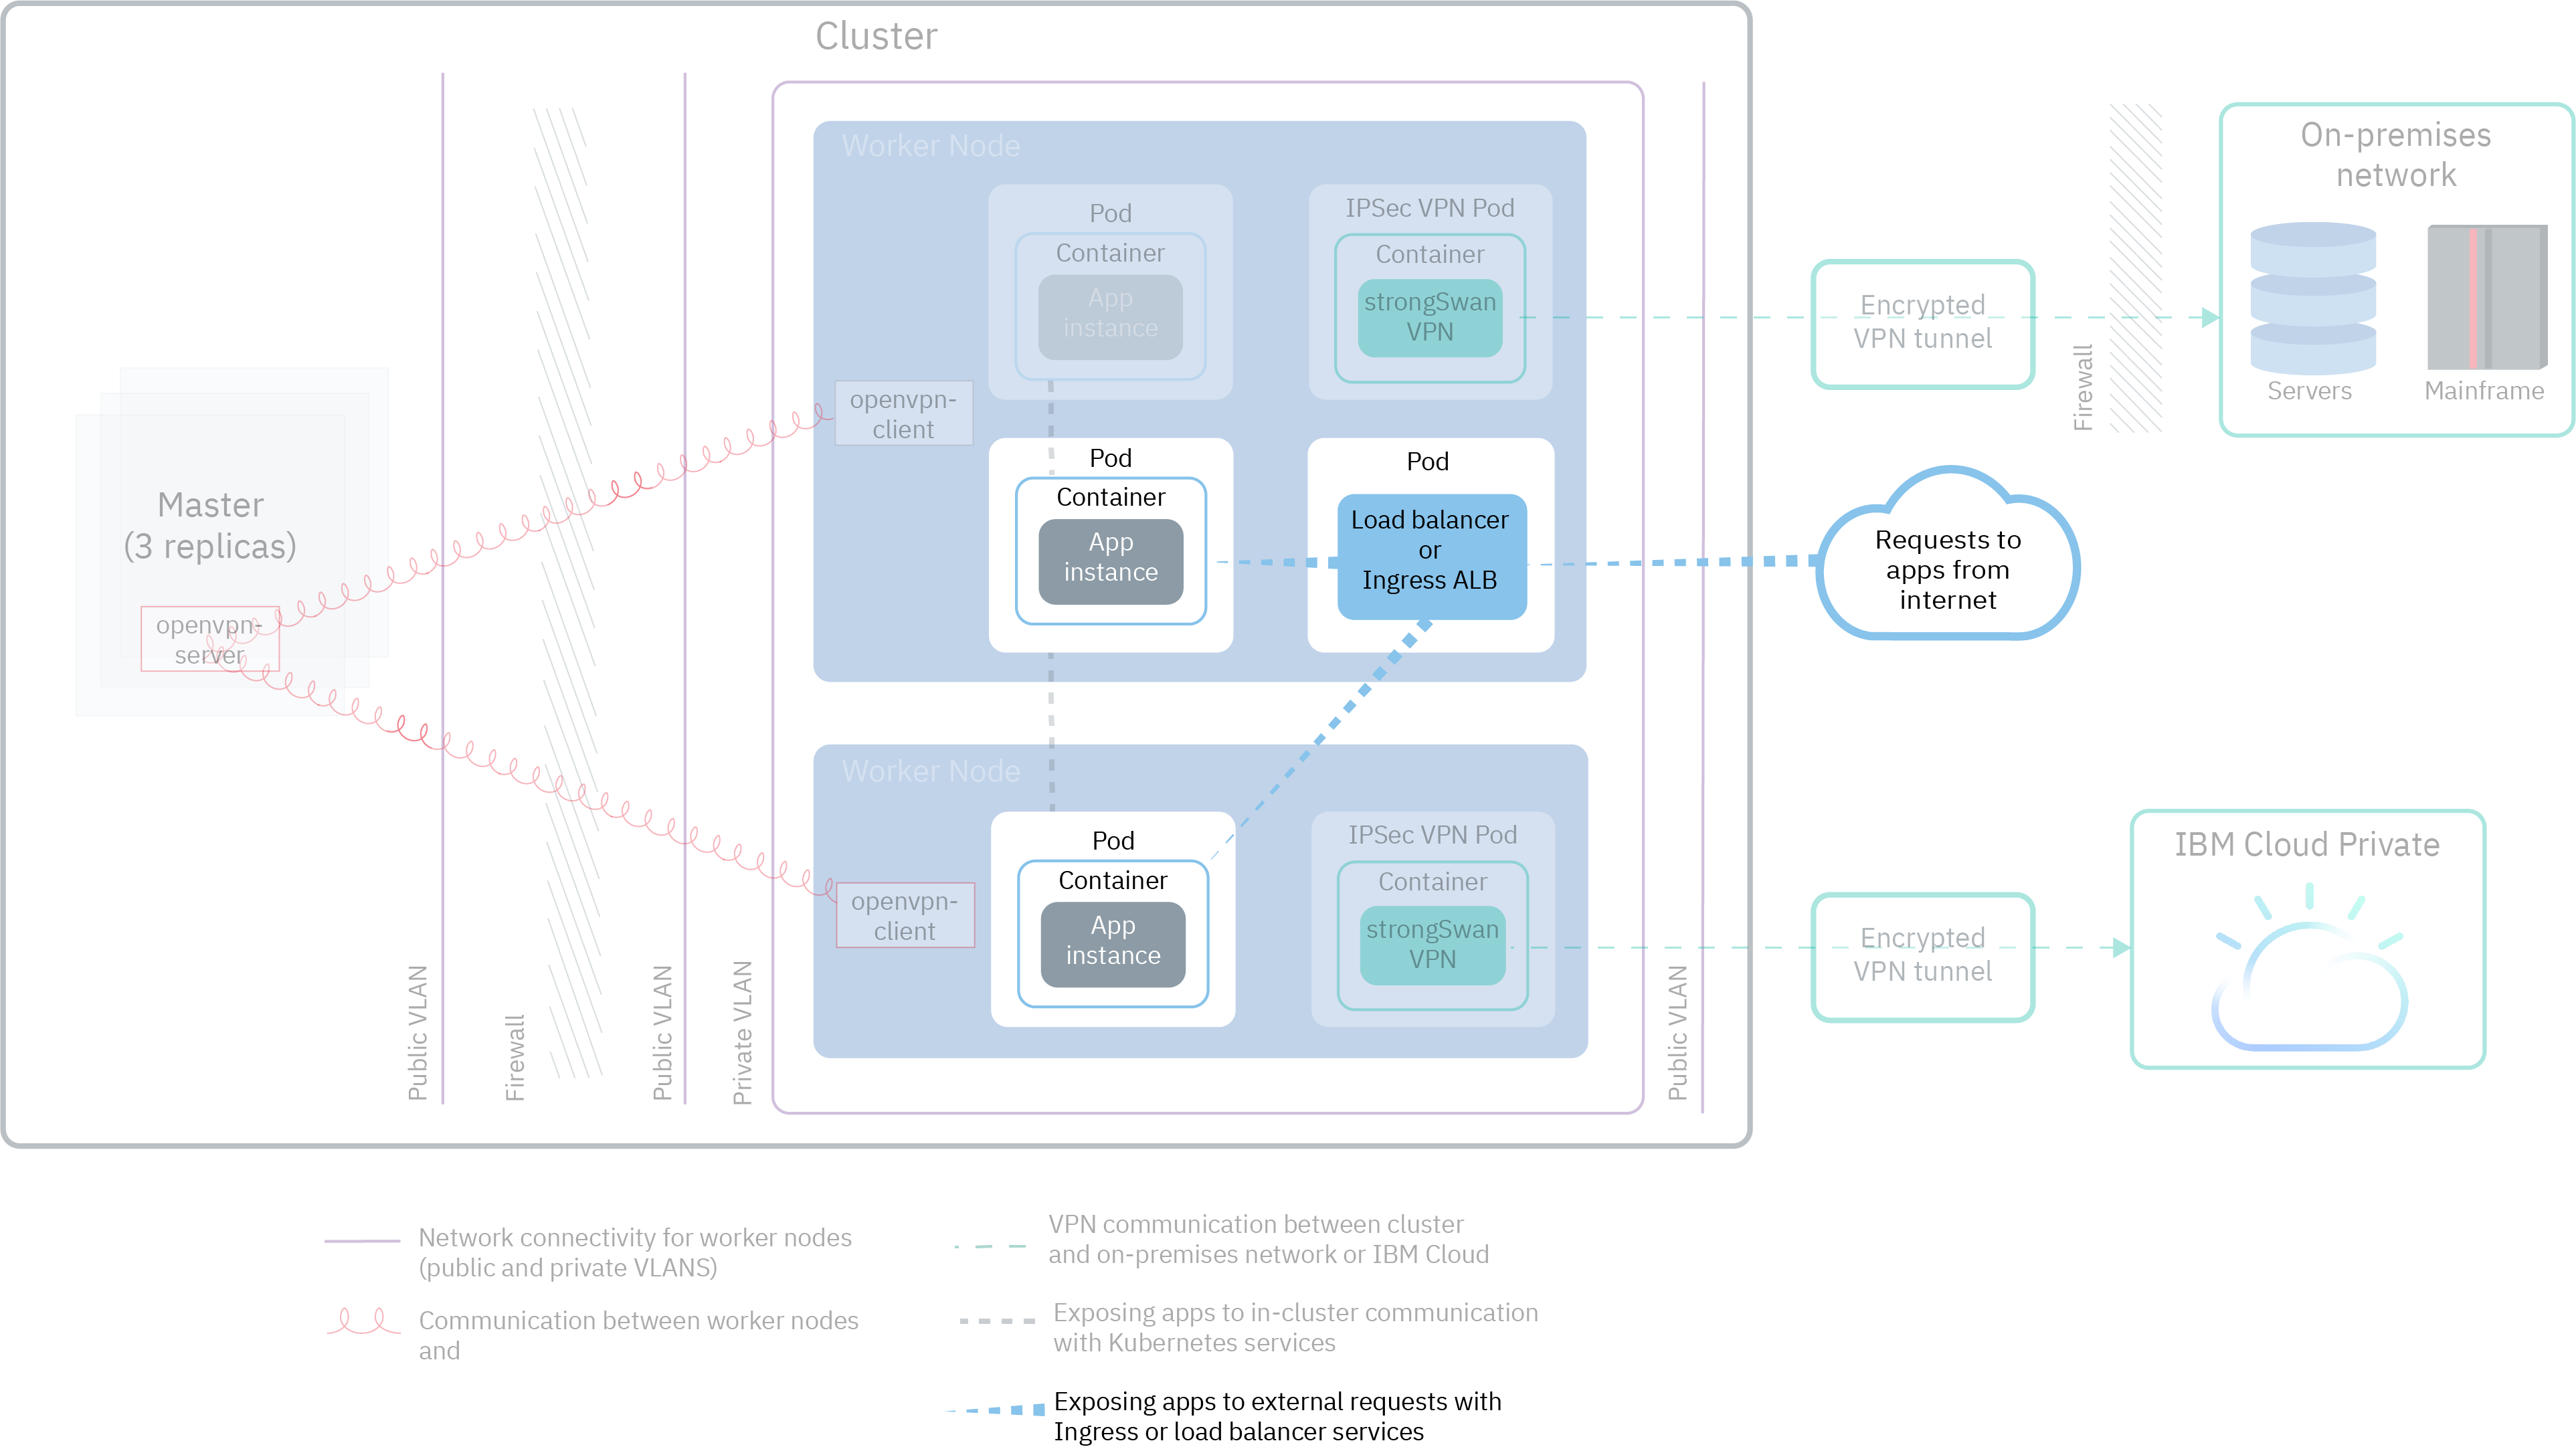 Cluster
Worker Node
Pod
Container
App
instance
IPSec VPN Pod
Container
strongSwan
VPN
openvpn-
client
Pod
Container
App
instance
Pod
Load balancer
or
Ingress ALB
Master
(3 replicas)
openvpn-
server
Worker Node
Pod
Container
App
instance
IPSec VPN Pod
Container
strongSwan
VPN
openvpn-
client
Public VLAN
Firewall
Public VLAN
Private VLAN
Public VLAN
Encrypted
VPN tunnel
Firewall
On-premises
network
Servers
Mainframe
Requests to
apps from
internet
Encrypted
VPN tunnel
IBM Cloud Private
Network connectivity for worker nodes
(public and private VLANS)
Communication between worker nodes
and
VPN communication between cluster
and on-premises network or IBM Cloud
Exposing apps to in-cluster communication
with Kubernetes services
Exposing apps to external requests with
Ingress or load balancer services